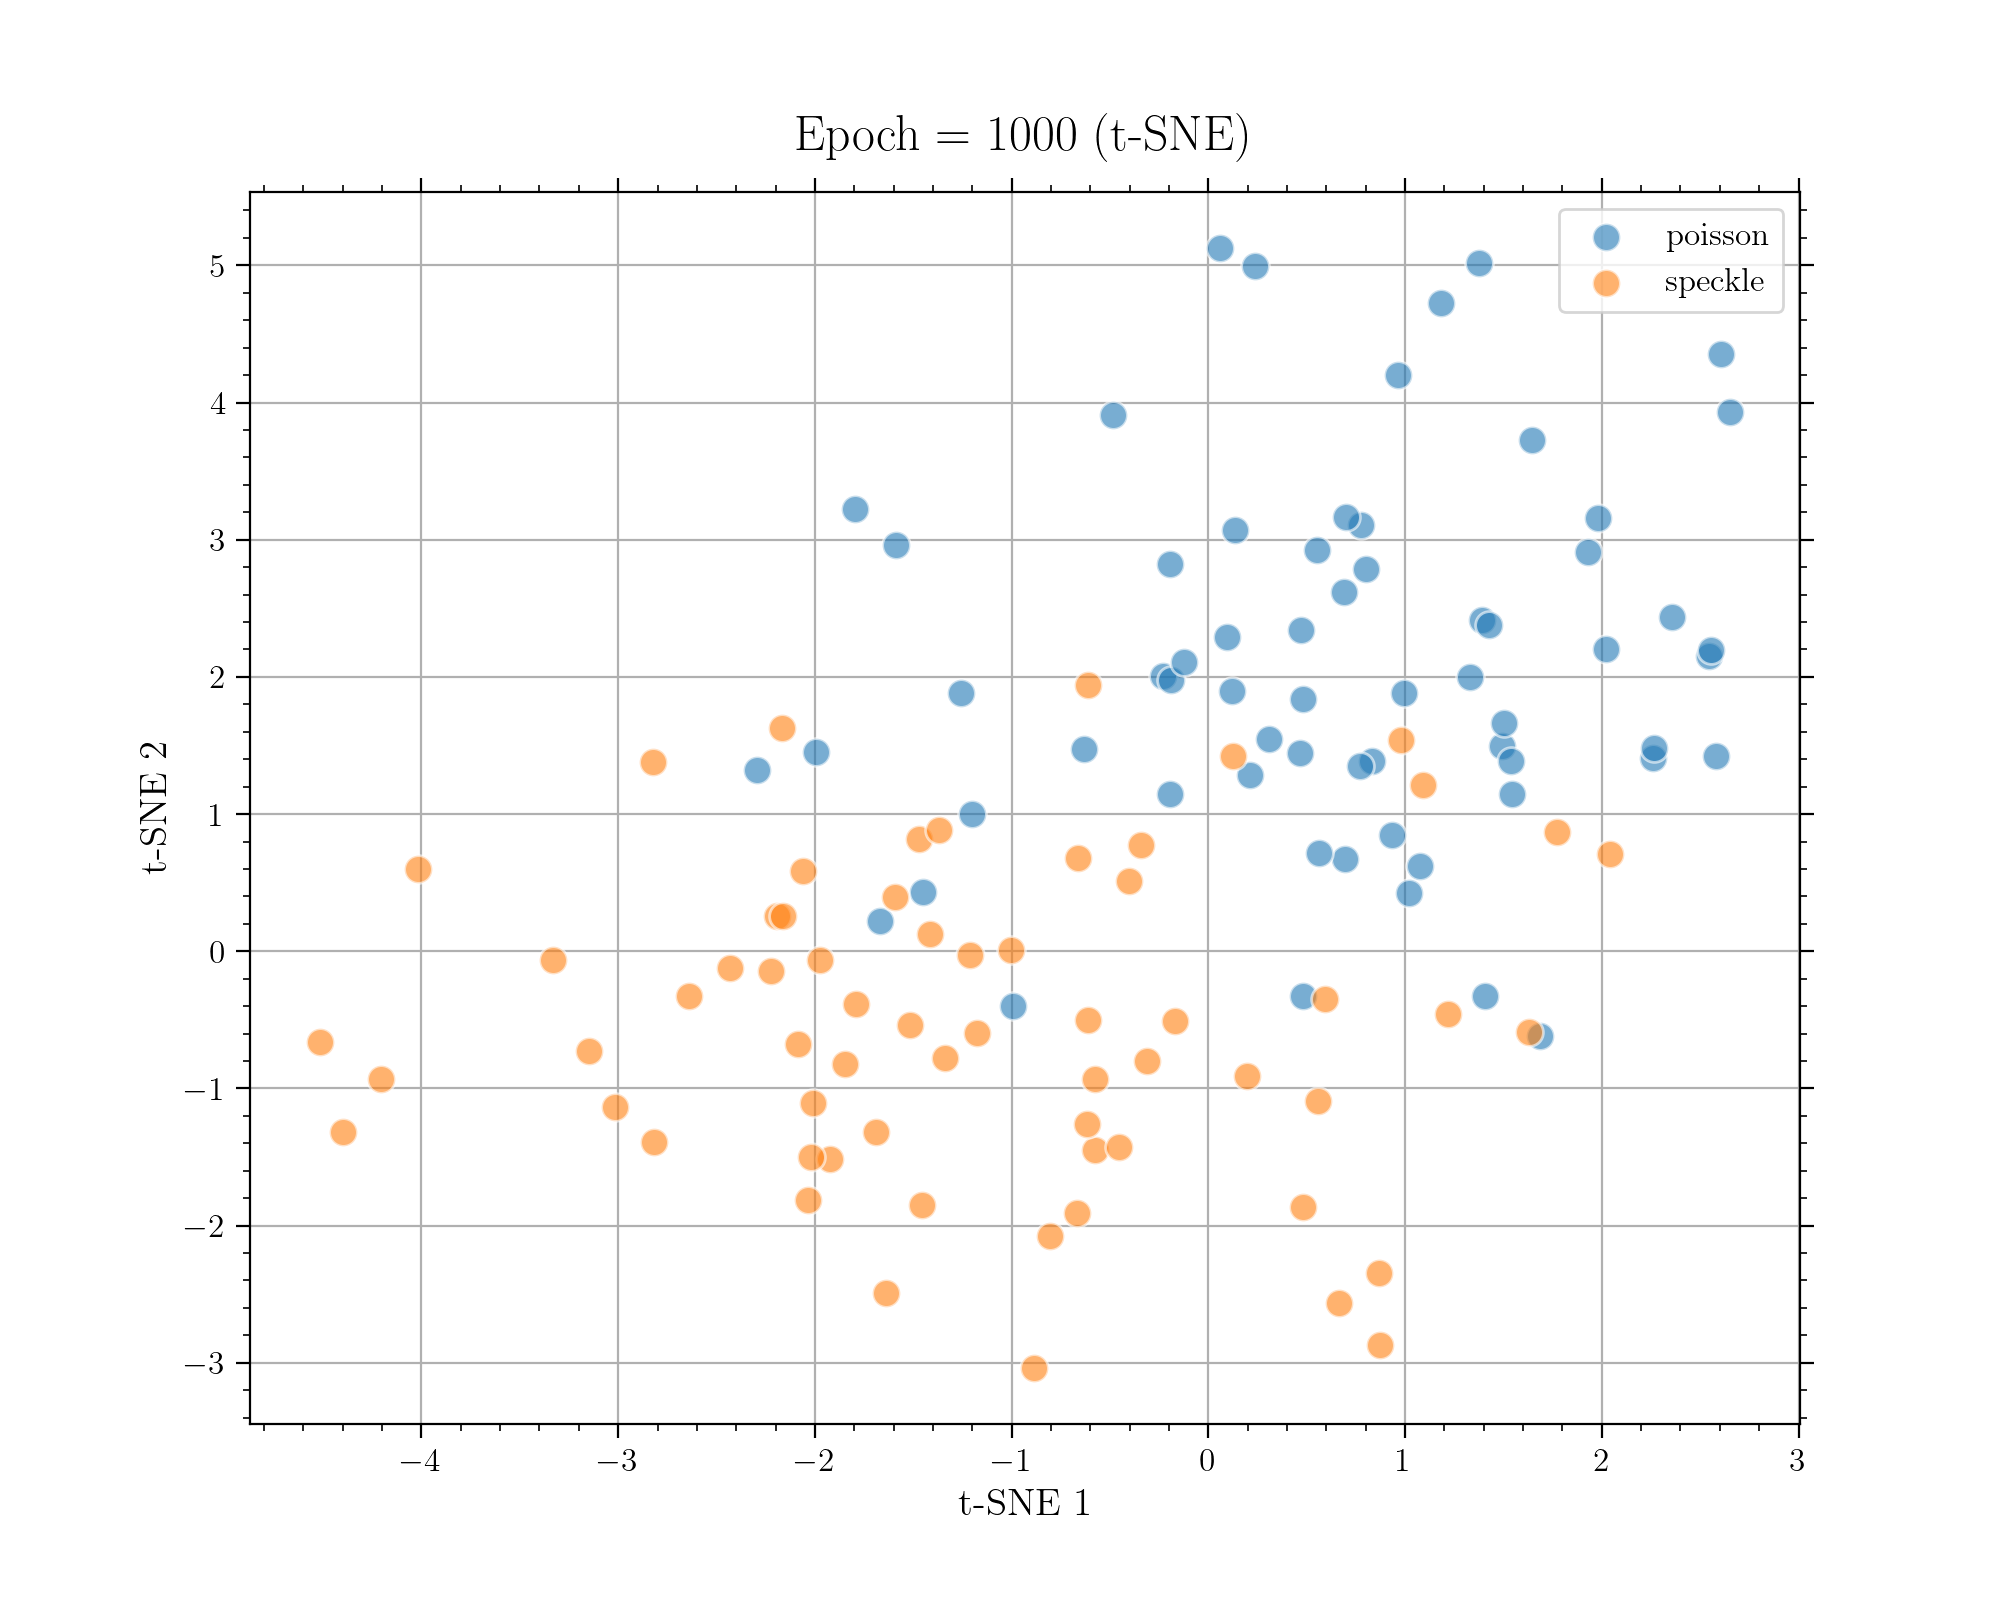 Epoch = 1000 (t-SNE)
poisson
speckle
5
4
3
2
1
0
−1
−2
−3
t-SNE 2
−4 −3 −2 −1 0 1 2 3
t-SNE 1